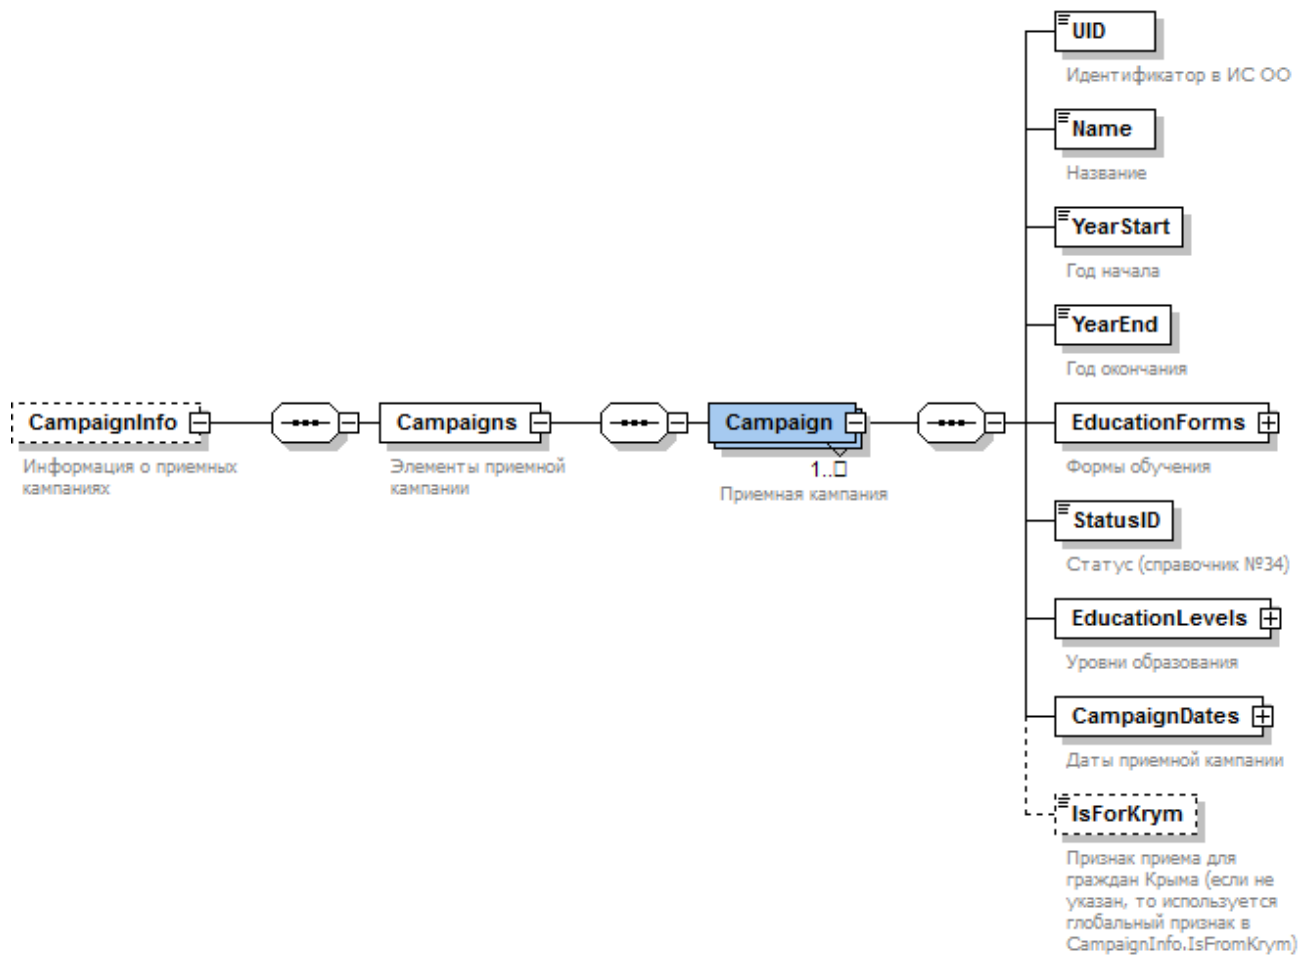 UID
Идентификатор в ИС ОО
Name
Название
YearStart
Год начала
YearEnd
Год окончания
CampaignInfo
Информация о приемных
кампаниях
Campaigns
Элементы приемной
кампании
Campaign
1..□
Приемная кампания
EducationForms
Формы обучения
StatusID
Статус (справочник №34)
EducationLevels
Уровни образования
CampaignDates
Даты приемной кампании
IsForKrym
Признак приема для
граждан Крыма (если не
указан, то используется
глобальный признак в
CampaignInfo.IsFromKrym)